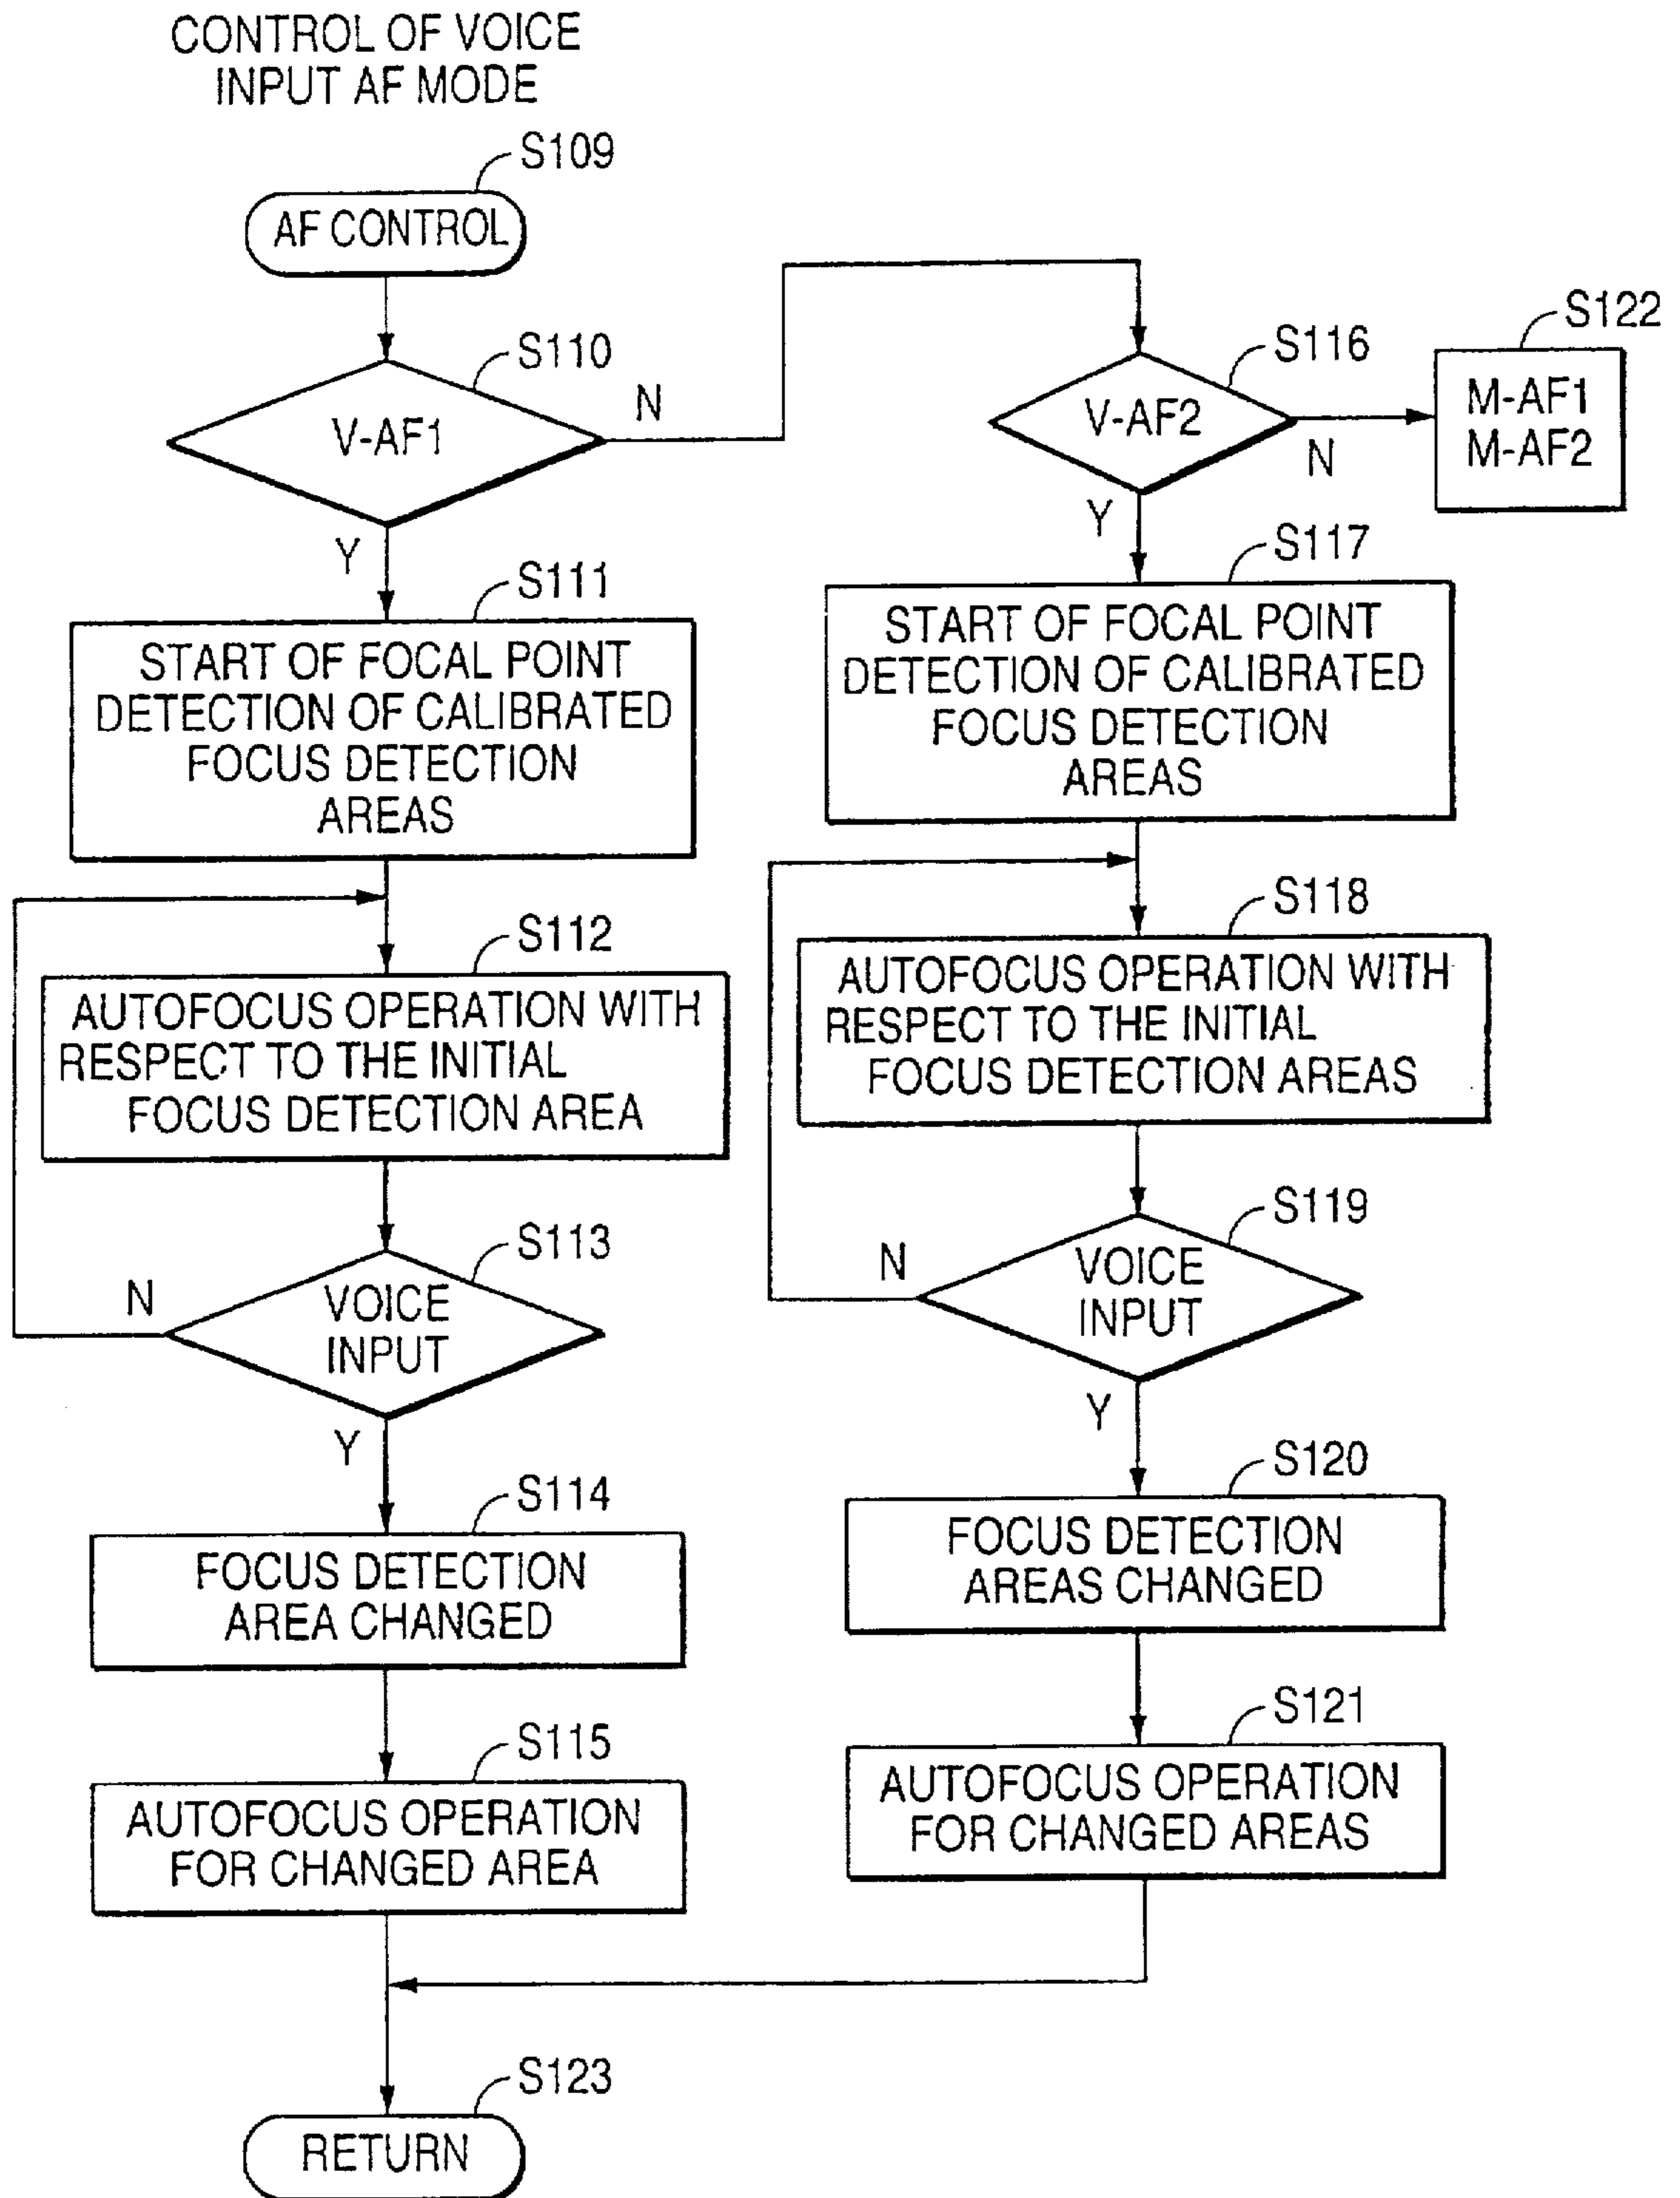 CONTROL OF VOICE
INPUT AF MODE
S109
AF CONTROL
S110
V-AF1
N
Y
S111
START OF FOCAL POINT
DETECTION OF CALIBRATED
FOCUS DETECTION
AREAS
S112
AUTOFOCUS OPERATION WITH
RESPECT TO THE INITIAL
FOCUS DETECTION AREA
S113
VOICE
INPUT
N
Y
S114
FOCUS DETECTION
AREA CHANGED
S115
AUTOFOCUS OPERATION
FOR CHANGED AREA
S116
V-AF2
N
Y
S122
M-AF1
M-AF2
S117
START OF FOCAL POINT
DETECTION OF CALIBRATED
FOCUS DETECTION
AREAS
S118
AUTOFOCUS OPERATION WITH
RESPECT TO THE INITIAL
FOCUS DETECTION AREAS
S119
VOICE
INPUT
N
Y
S120
FOCUS DETECTION
AREAS CHANGED
S121
AUTOFOCUS OPERATION
FOR CHANGED AREAS
S123
RETURN